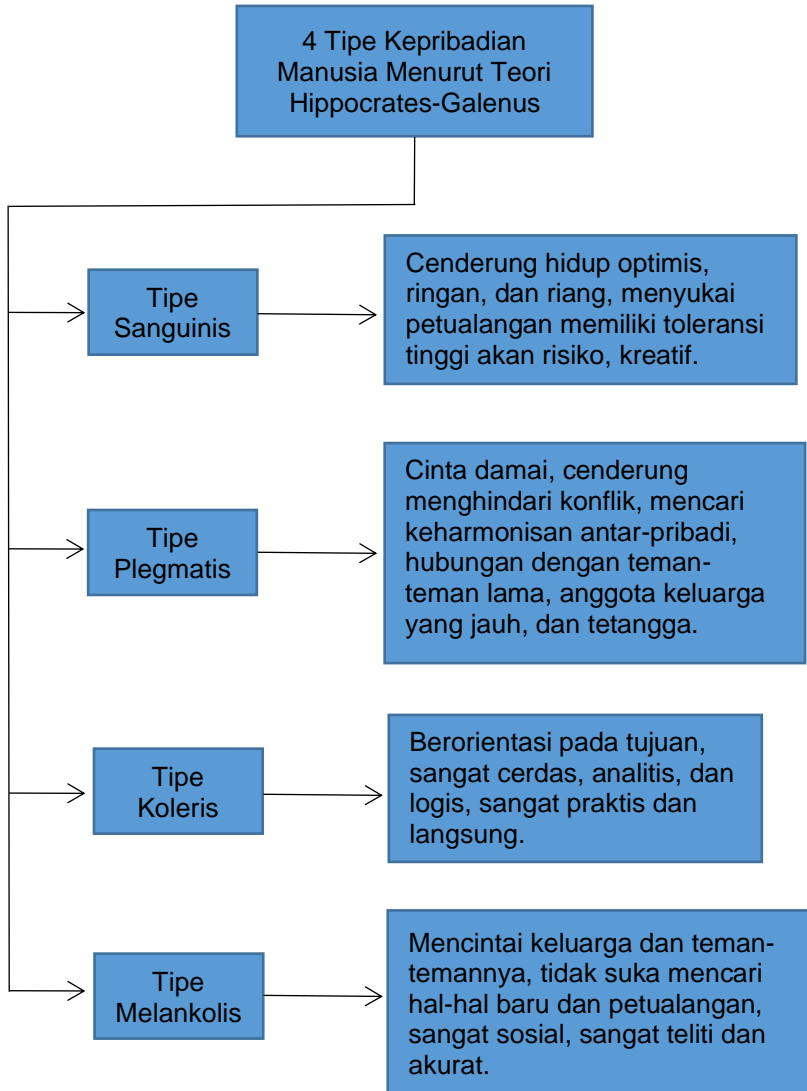 4 Tipe Kepribadian
Manusia Menurut Teori
Hippocrates-Galenus
Tipe
Sanguinis
Cenderung hidup optimis,
ringan, dan riang, menyukai
petualangan memiliki toleransi
tinggi akan risiko, kreatif.
Tipe
Plegmatis
Cinta damai, cenderung
menghindari konflik, mencari
keharmonisan antar-pribadi,
hubungan dengan teman-
teman lama, anggota keluarga
yang jauh, dan tetangga.
Tipe
Koleris
Berorientasi pada tujuan,
sangat cerdas, analitis, dan
logis, sangat praktis dan
langsung.
Tipe
Melankolis
Mencintai keluarga dan teman-
temannya, tidak suka mencari
hal-hal baru dan petualangan,
sangat sosial, sangat teliti dan
akurat.